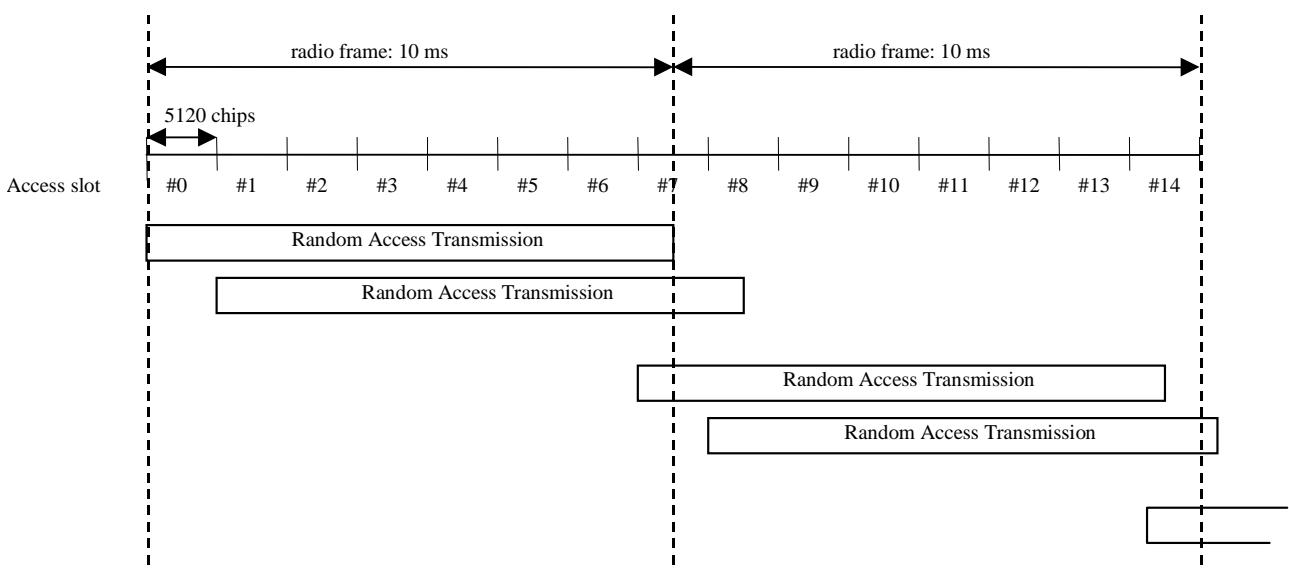 radio frame: 10 ms radio frame: 10 ms
5120 chips
Access slot #0 #1 #2 #3 #4 #5 #6 #7 #8 #9 #10 #11 #12 #13 #14
Random Access Transmission
Random Access Transmission
Random Access Transmission
Random Access Transmission